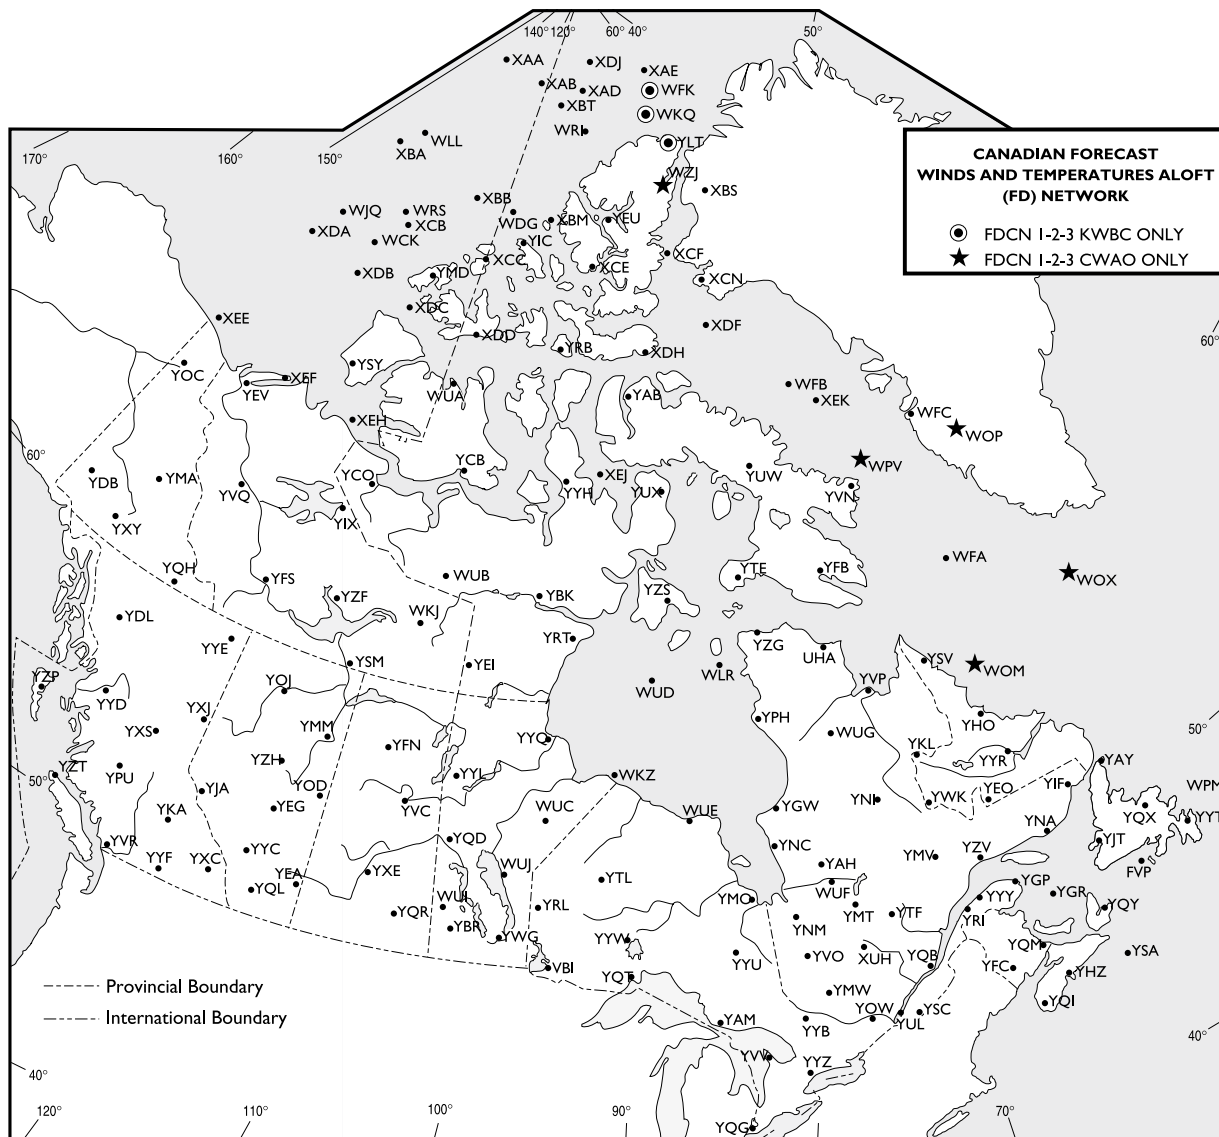 140° 120° 60° 40° 50°
XAA XDJ XAE
XAB XAD WFK
XBT WKQ
WRI YLT
WLL
XBA
170° 160° 150°
CANADIAN FORECAST
WINDS AND TEMPERATURES ALOFT
(FD) NETWORK
FDCN 1-2-3 KWBC ONLY
FDCN 1-2-3 CWAO ONLY
WZJ XBS
XBB
WJQ WRS WDG XBM YEU
XDA XCB
WCK YIC
XCC XCE XCF
XDB YMD XCN
XDC
XEE XDD XDF
60°
YRB XDH
YOC YSY
YEV XEF WUA YAB WFB
XEK
XEH WFC
WOP
60°
YCB WPV
YDB YMA YVQ YCO YYH XEJ YUX YUW YVN
YXY YIX
WFA
YQH YFS WUB YTE YFB WOX
YZF YBK YZS
YDL WKJ
YYE YRT YZG UHA
YSM YEI WLR YSV WOM
YZP YYD YOJ WUD YVP
YXJ YPH YHO 50°
YXS YMM YFN YYQ WUG
YZH YKL YYR
50° YZT YPU YYL WKZ YAY
YJA YOD YWK YEO YIF WPM
YKA YEG YVC WUC WUE YGW YNI YQX YYT
YVR YQD YNA
YYF YXC YYC WUJ YNC YAH YMV YZV YJT FVP
YQL YEA YXE YTL WUF YGP
YQR WUL YRL YMO YMT YTF YYY YGR YQY
YBR YNM YRI
YWG YYW YVO XUH YQB YQM YSA
VBI YYU YFC YHZ
YQT
Provincial Boundary
YMW YQI
International Boundary
YAM YYB YOW YUL YSC 40°
YVV YYZ
40°
120° 110° 100° 90° YQG 70°